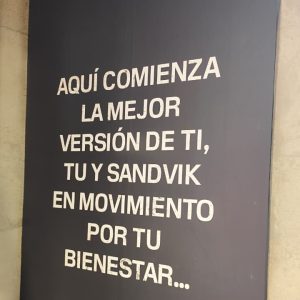 AQUÍ COMIENZA
LA MEJOR
VERSIÓN DE TI,
TU Y SANDVIK
EN MOVIMIENTO
POR TU
BIENESTAR...